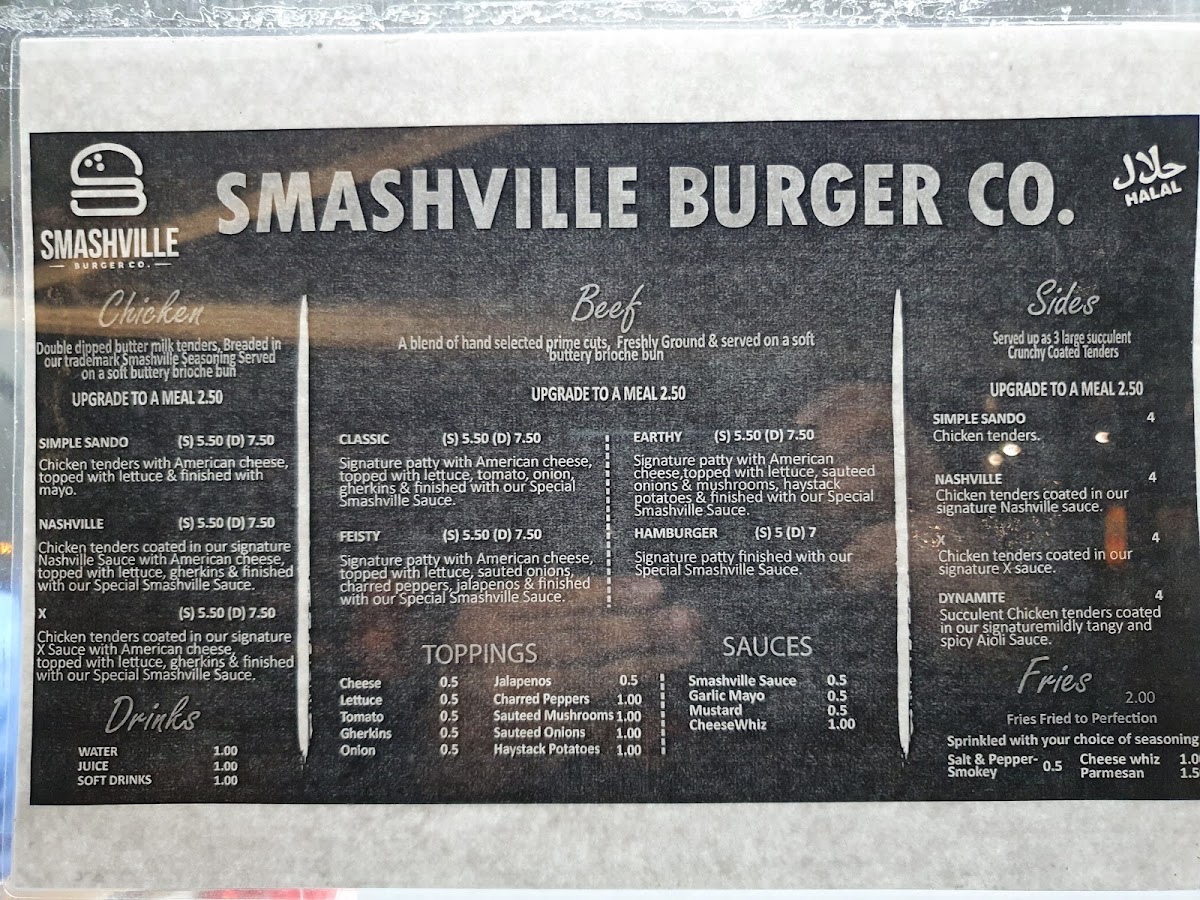 SMASHVILLE
BURGER CO.
SMASHVILLE BURGER CO.
حلال
HALAL
Chicken
Double dipped butter milk tenders, Breaded in
our trademark Smashville Seasoning Served
on a soft buttery brioche bun
UPGRADE TO A MEAL 2.50
SIMPLE SANDO (S) 5.50 (D) 7.50
Chicken tenders with American cheese,
topped with lettuce & finished with
mayo.
NASHVILLE (S) 5.50 (D) 7.50
Chicken tenders coated in our signature
Nashville Sauce with American cheese,
topped with lettuce, gherkins & finished
with our Special Smashville Sauce.
X (S) 5.50 (D) 7.50
Chicken tenders coated in our signature
X Sauce with American cheese,
topped with lettuce, gherkins & finished
with our Special Smashville Sauce.
Drinks
WATER 1.00
JUICE 1.00
SOFT DRINKS 1.00
Beef
A blend of hand selected prime cuts, Freshly Ground & served on a soft
buttery brioche bun
UPGRADE TO A MEAL 2.50
CLASSIC (S) 5.50 (D) 7.50
Signature patty with American cheese,
topped with lettuce, tomato, onion,
gherkins & finished with our Special
Smashville Sauce.
FEISTY (S) 5.50 (D) 7.50
Signature patty with American cheese,
topped with lettuce, sauted onions,
charred peppers, jalapenos & finished
with our Special Smashville Sauce.
EARTHY (S) 5.50 (D) 7.50
Signature patty with American
cheese,topped with lettuce, sauteed
onions & mushrooms, haystack
potatoes & finished with our Special
Smashville Sauce.
HAMBURGER (S) 5 (D) 7
Signature patty finished with our
Special Smashville Sauce.
TOPPINGS
Cheese 0.5
Lettuce 0.5
Tomato 0.5
Gherkins 0.5
Onion 0.5
Jalapenos 0.5
Charred Peppers 1.00
Sauteed Mushrooms 1.00
Sauteed Onions 1.00
Haystack Potatoes 1.00
SAUCES
Smashville Sauce 0.5
Garlic Mayo 0.5
Mustard 0.5
CheeseWhiz 1.00
Sides
Served up as 3 large succulent
Crunchy Coated Tenders
UPGRADE TO A MEAL 2.50
SIMPLE SANDO 4
Chicken tenders.
NASHVILLE 4
Chicken tenders coated in our
signature Nashville sauce.
X 4
Chicken tenders coated in our
signature X sauce.
DYNAMITE 4
Succulent Chicken tenders coated
in our signaturemildly tangy and
spicy Aioli Sauce.
Fries
2.00
Fries Fried to Perfection
Sprinkled with your choice of seasoning
Salt & Pepper- 0.5 Cheese whiz 1.0
Smokey Parmesan 1.5